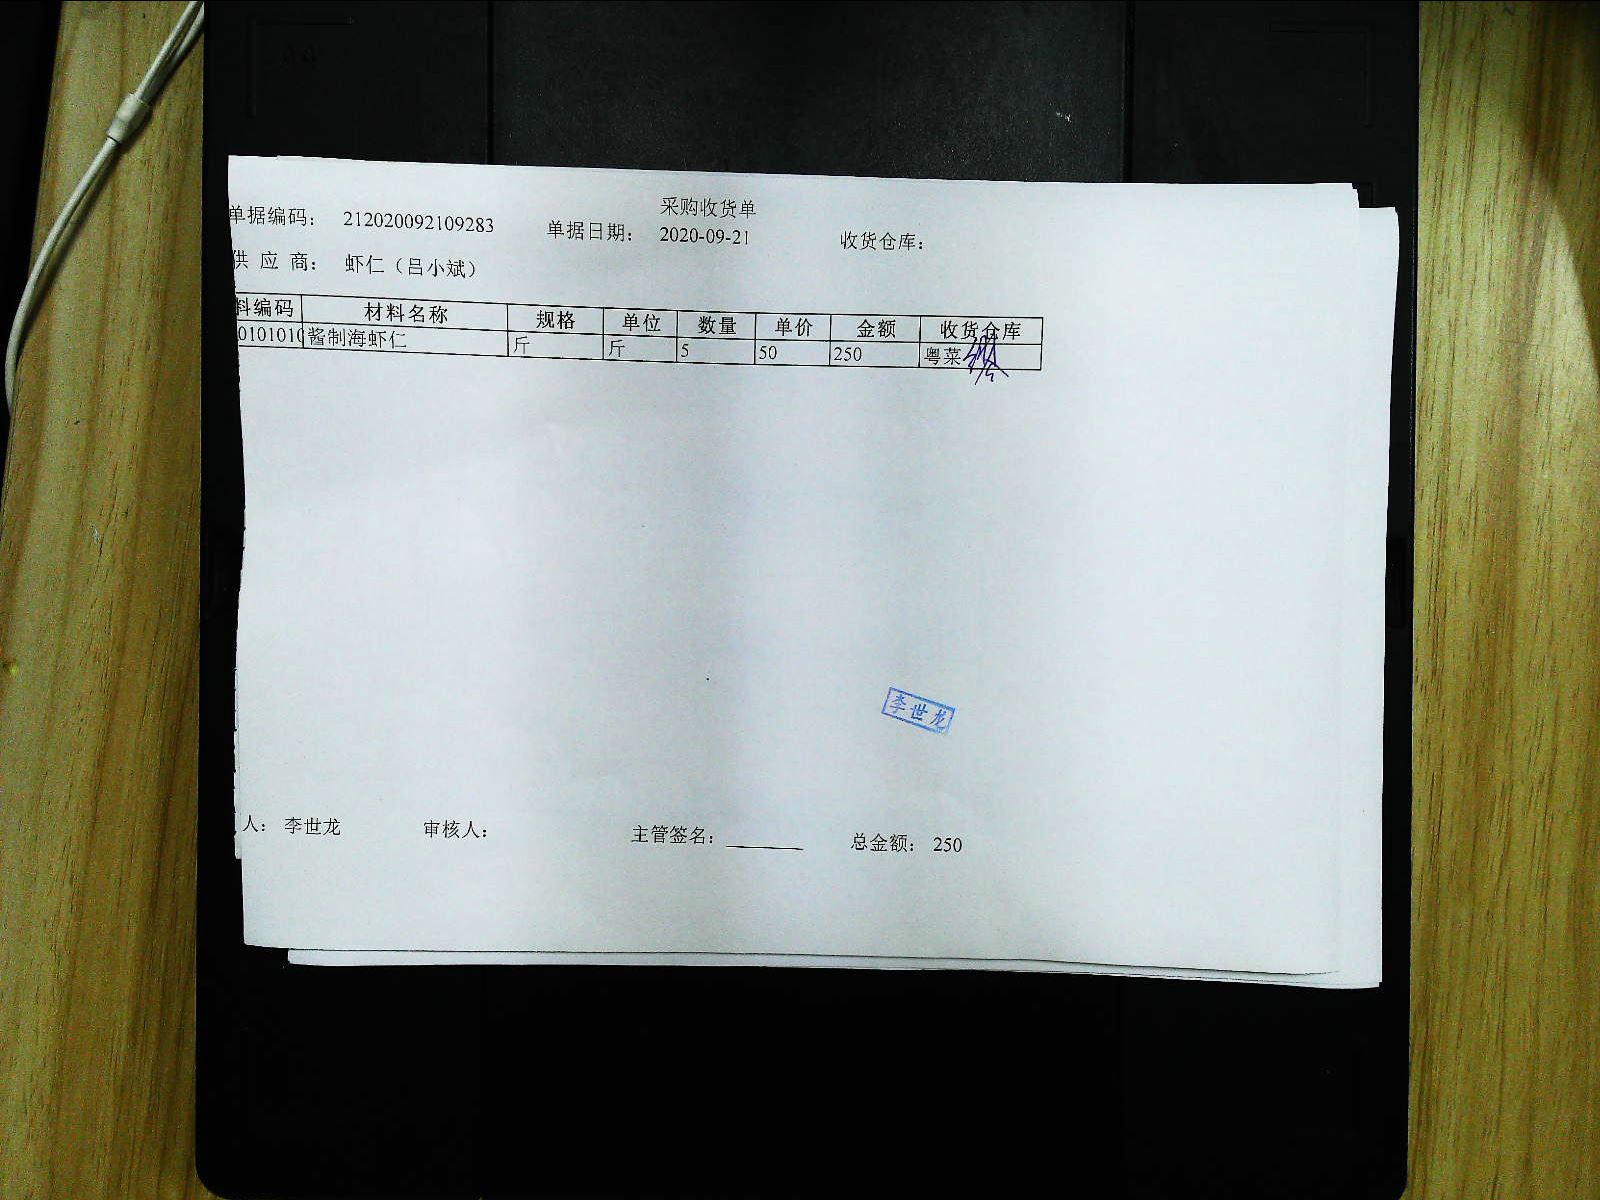 采购收货单
单据编码： 212020092109283 单据日期： 2020-09-21 收货仓库：
供 应 商： 虾仁（吕小斌）
料编码 材料名称 规格 单位 数量 单价 金额 收货仓库
0101010 酱制海虾仁 斤 斤 5 50 250 粤菜
李世龙
人： 李世龙 审核人： 主管签名： 总金额： 250